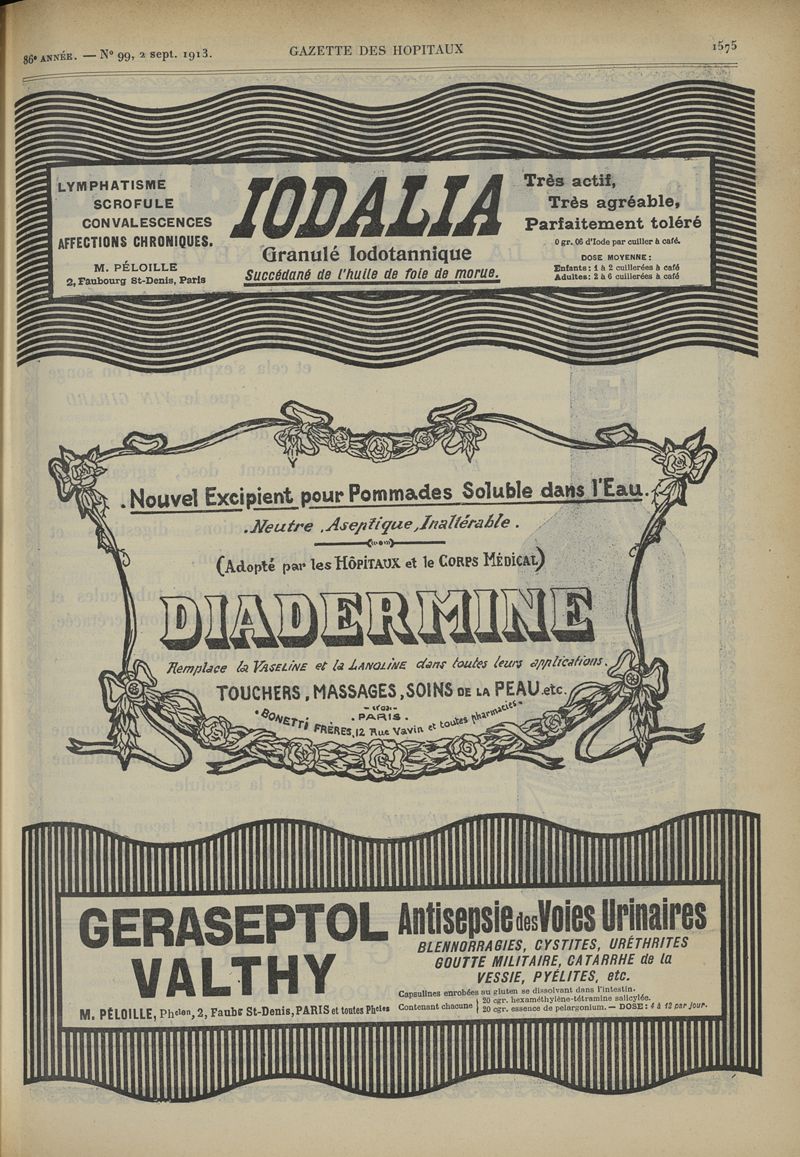 86e ANNÉE. — No 99, 2 sept. 1913.
GAZETTE DES HOPITAUX
1575
LYMPHATISME
SCROFULE
CONVALESCENCES
AFFECTIONS CHRONIQUES.
M. PÉLOILLE
2, Faubourg St-Denis, Paris
IODALIA
Granulé Iodotannique
Succédané de l'huile de foie de morue.
Très actif,
Très agréable,
Parfaitement toléré
0 gr. 06 d'Iode par cuiller à café.
DOSE MOYENNE :
Enfants : 1 à 2 cuillerées à café
Adultes : 2 à 6 cuillerées à café
.Nouvel Excipient pour Pommades Soluble dans l'Eau.
.Neutre .Aseptique,Inaltérable.
(Adopté par les HÔPITAUX et le CORPS MÉDICAL)
DIADERMINE
Remplace la VASELINE et la LANOLINE dans toutes leurs applications.
TOUCHERS, MASSAGES, SOINS DE LA PEAU.etc.
. PARIS .
"BONETTI FRÈRES, 12 Rue Vavin et toutes pharmacies"
GERASEPTOL
VALTHY
M. PÉLOILLE, Phcien, 2, Faubg St-Denis, PARIS et toutes Phcies
Antisepsie des Voies Urinaires
BLENNORRAGIES, CYSTITES, URÉTHRITES
GOUTTE MILITAIRE, CATARRHE de la
VESSIE, PYÉLITES, etc.
Capsulines enrobées au gluten se dissolvant dans l'intestin.
Contenant chacune { 20 cgr. hexaméthylène-tétramine salicylée.
20 cgr. essence de pelargonium. — DOSE : 4 à 12 par jour.